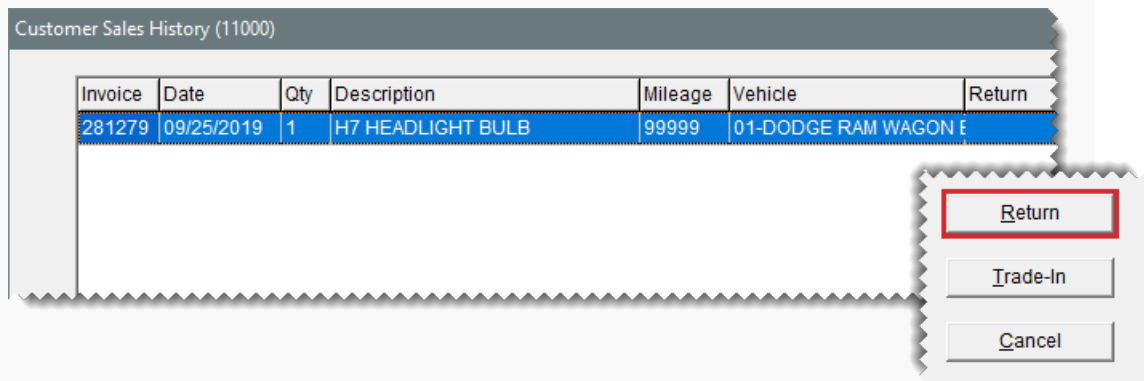 Customer Sales History (11000)
Invoice Date Qty Description Mileage Vehicle Return
281279 09/25/2019 1 H7 HEADLIGHT BULB 99999 01-DODGE RAM WAGON
Return
Trade-In
Cancel